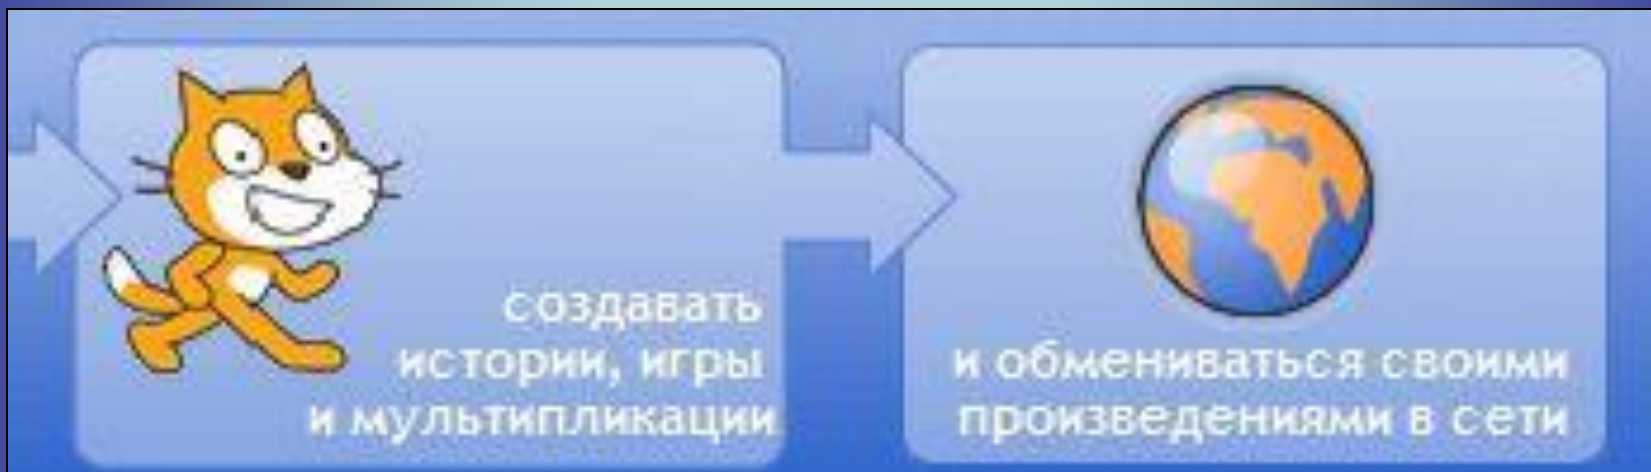 создавать
истории, игры
и мультипликации
и обмениваться своими
произведениями в сети